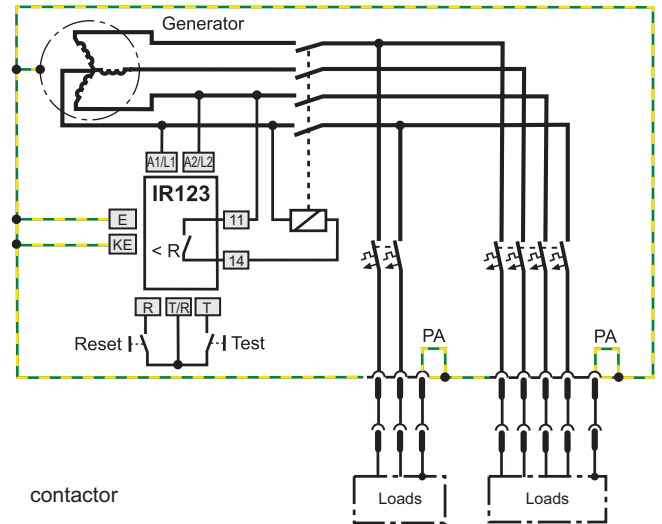 Generator
A1/L1 A2/L2
IR123
E
11
KE
< R
14
R T/R T
Reset
Test
PA
PA
contactor
Loads
Loads